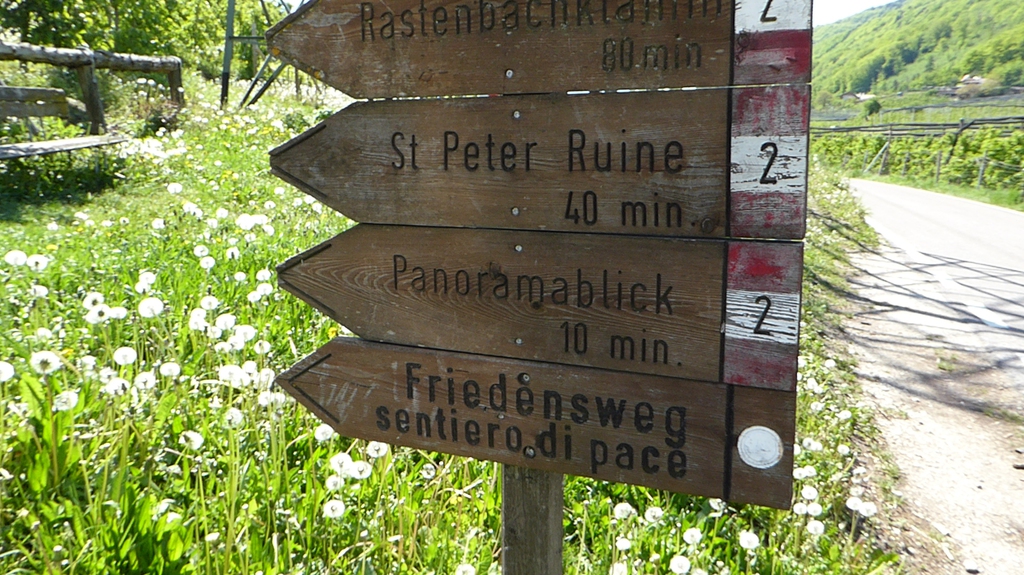 Rastenbachklamm
2
80 min
St Peter Ruine
2
40 min.
Panoramablick
2
10 min.
Friedensweg
sentiero di pace